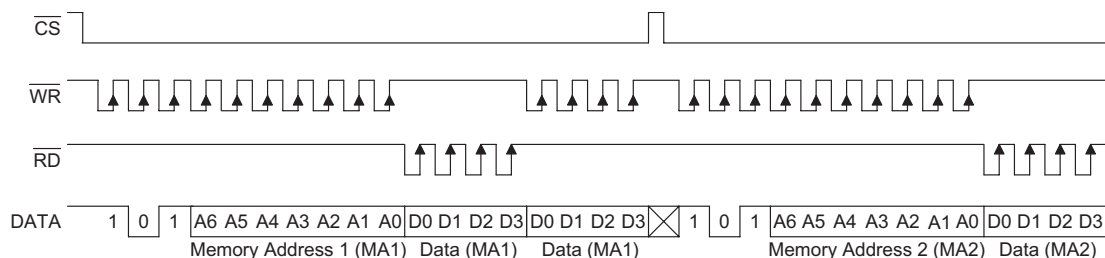 CS
WR
RD
DATA 1 0 1 A6 A5 A4 A3 A2 A1 A0 D0 D1 D2 D3 D0 D1 D2 D3 1 0 1 A6 A5 A4 A3 A2 A1 A0 D0 D1 D2 D3
Memory Address 1 (MA1) Data (MA1) Data (MA1) Memory Address 2 (MA2) Data (MA2)